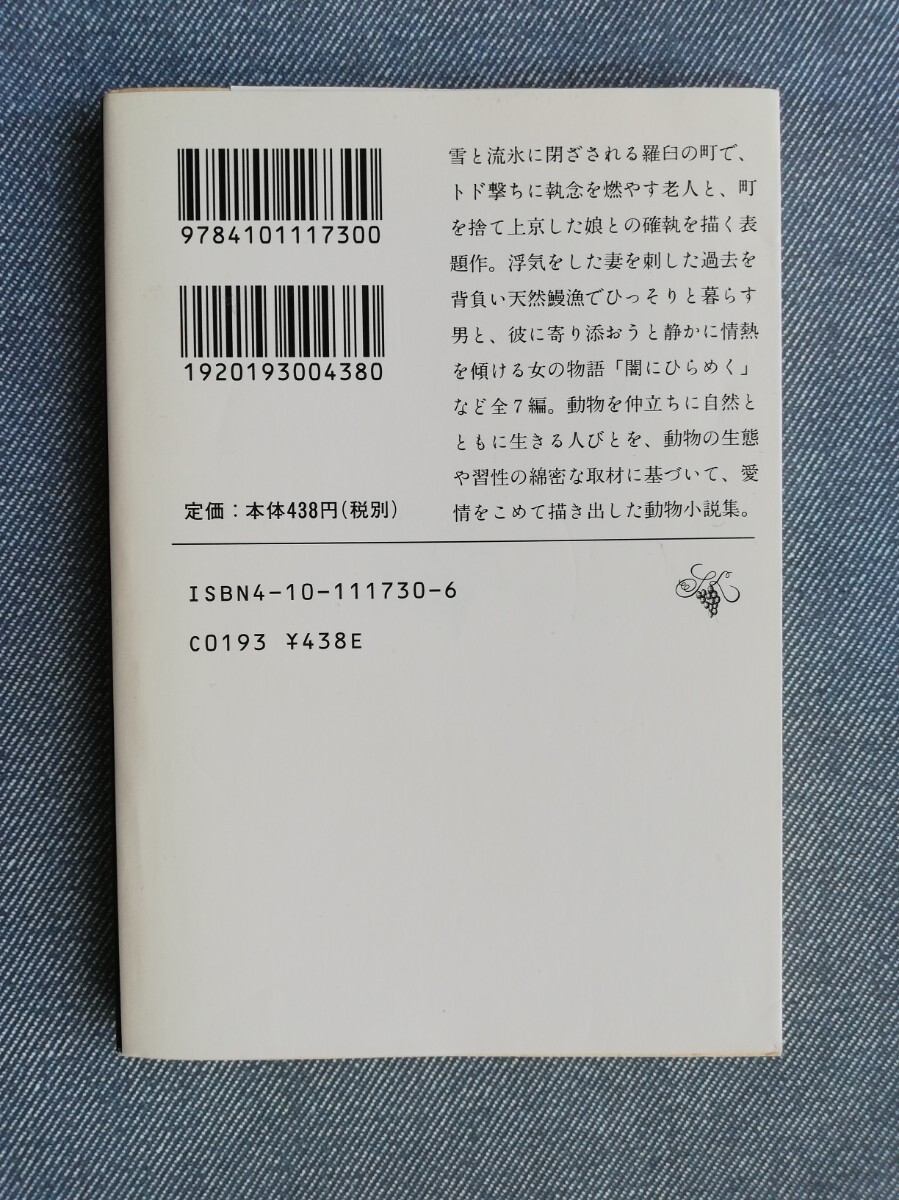 9784101117300
1920193004380
定価：本体438円（税別）
雪と流氷に閉ざされる羅臼の町で、
トド撃ちに執念を燃やす老人と、町
を捨て上京した娘との確執を描く表
題作。浮気をした妻を刺した過去を
背負い天然鰻漁でひっそりと暮らす
男と、彼に寄り添おうと静かに情熱
を傾ける女の物語「闇にひらめく」
など全7編。動物を仲立ちに自然と
ともに生きる人びとを、動物の生態
や習性の綿密な取材に基づいて、愛
情をこめて描き出した動物小説集。
ISBN4-10-111730-6
C0193 ¥438E